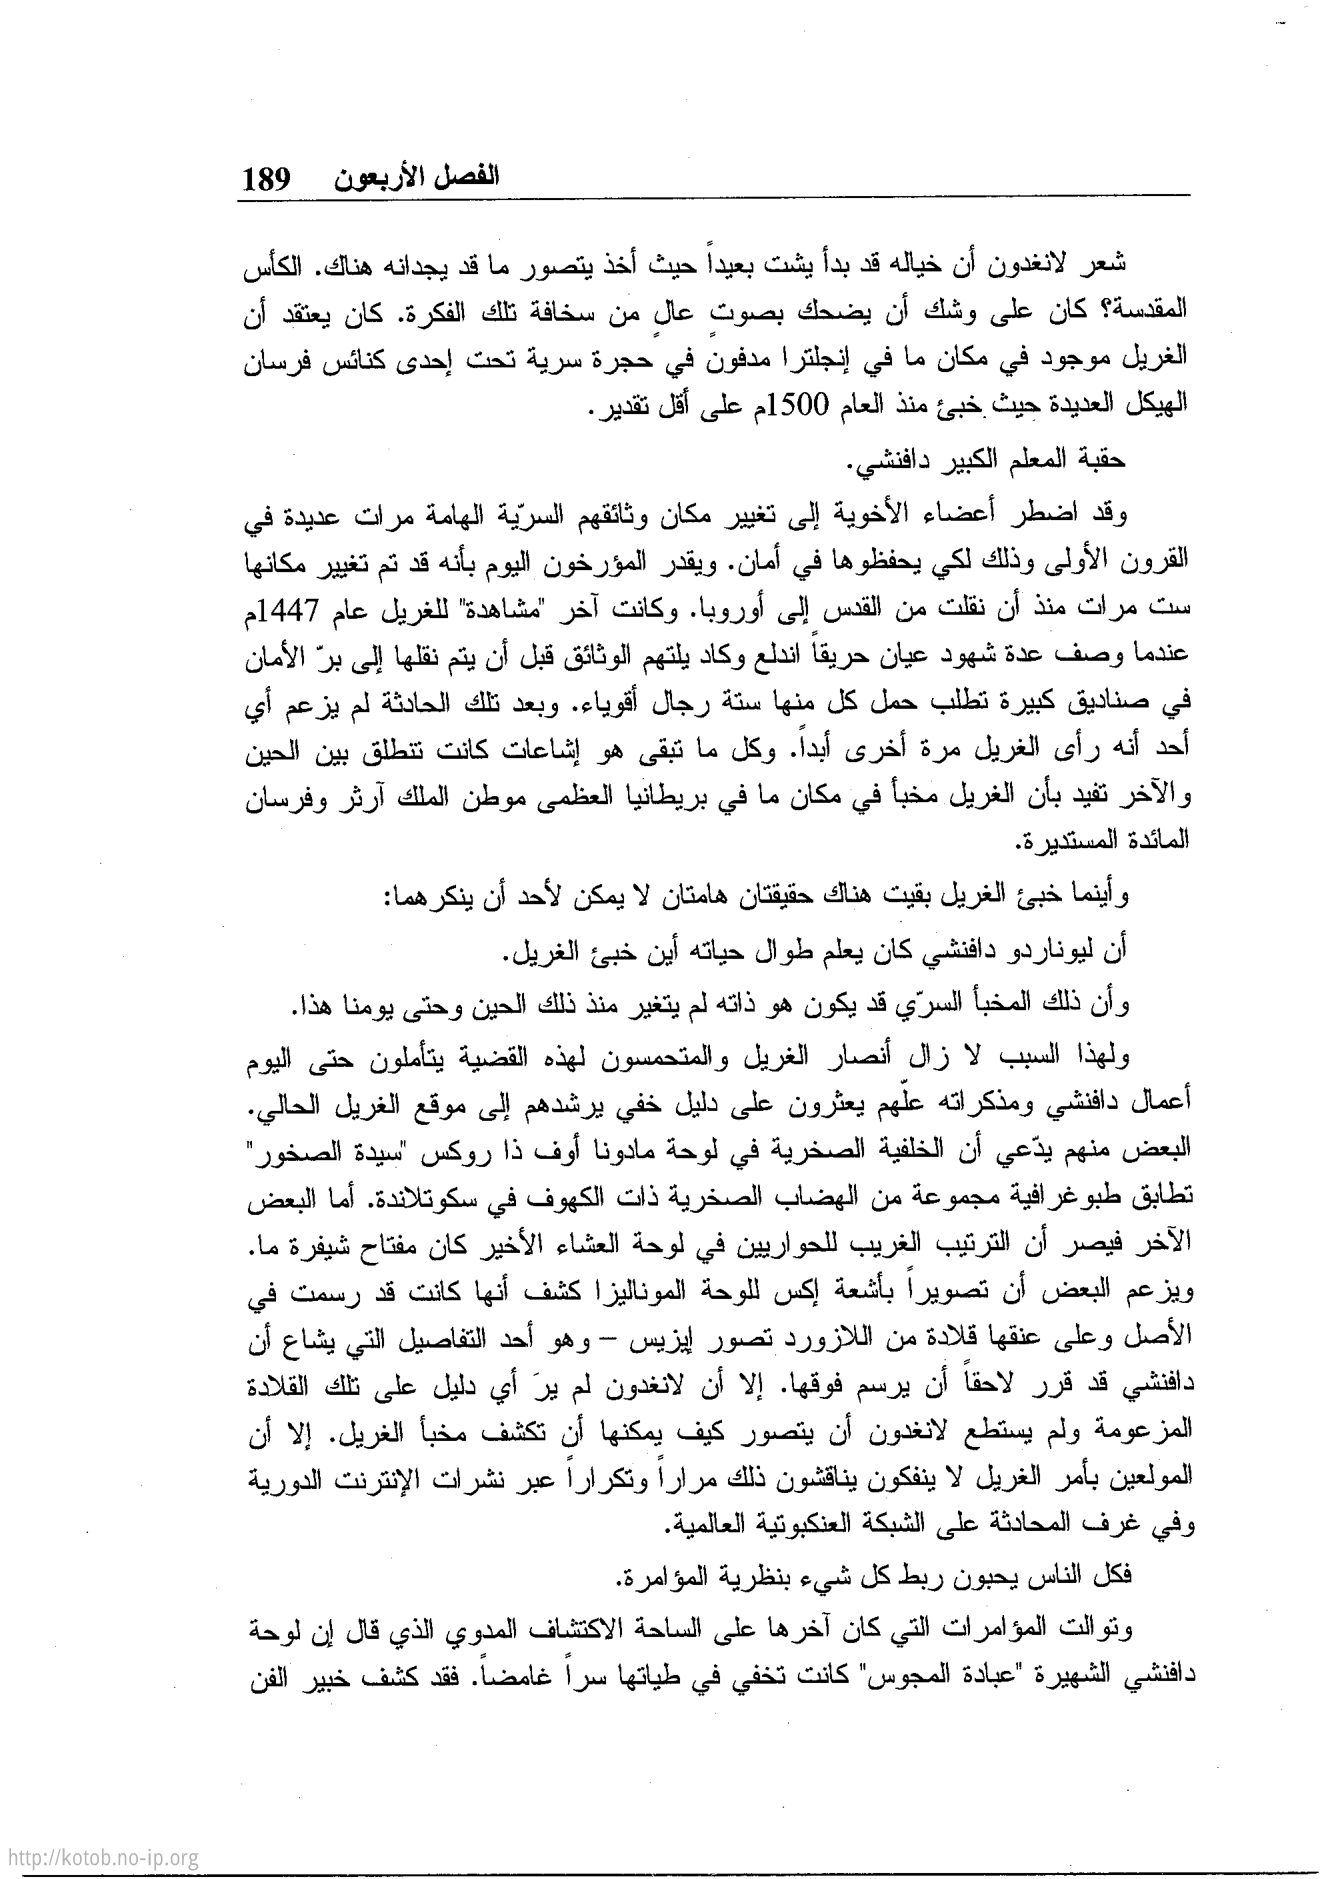 الفصل الأربعون 189
شعر لانغدون أن خياله قد بدأ يشت بعيداً حيث أخذ يتصور ما قد يجدانه هناك. الكأس
المقدسة؟ كان على وشك أن يضحك بصوتٍ عالٍ من سخافة تلك الفكرة. كان يعتقد أن
الغريل موجود في مكان ما في إنجلترا مدفون في حجرة سرية تحت إحدى كنائس فرسان
الهيكل العديدة حيث خبئ منذ العام 1500م على أقل تقدير.
حقبة المعلم الكبير دافنشي.
وقد اضطر أعضاء الأخوية إلى تغيير مكان وثائقهم السريّة الهامة مرات عديدة في
القرون الأولى وذلك لكي يحفظوها في أمان. ويقدر المؤرخون اليوم بأنه قد تم تغيير مكانها
ست مرات منذ أن نقلت من القدس إلى أوروبا. وكانت آخر "مشاهدة" للغريل عام 1447م
عندما وصف عدة شهود عيان حريقاً اندلع وكاد يلتهم الوثائق قبل أن يتم نقلها إلى برّ الأمان
في صناديق كبيرة تطلب حمل كل منها ستة رجال أقوياء. وبعد تلك الحادثة لم يزعم أي
أحد أنه رأى الغريل مرة أخرى أبداً. وكل ما تبقى هو إشاعات كانت تتطلق بين الحين
والآخر تفيد بأن الغريل مخبأ في مكان ما في بريطانيا العظمى موطن الملك آرثر وفرسان
المائدة المستديرة.
وأينما خبئ الغريل بقيت هناك حقيقتان هامتان لا يمكن لأحد أن ينكرهما:
أن ليوناردو دافنشي كان يعلم طوال حياته أين خبئ الغريل.
وأن ذلك المخبأ السرّي قد يكون هو ذاته لم يتغير منذ ذلك الحين وحتى يومنا هذا.
ولهذا السبب لا زال أنصار الغريل والمتحمسون لهذه القضية يتأملون حتى اليوم
أعمال دافنشي ومذكراته علّهم يعثرون على دليل خفي يرشدهم إلى موقع الغريل الحالي.
البعض منهم يدّعي أن الخلفية الصخرية في لوحة مادونا أوف ذا روكس "سيدة الصخور"
تطابق طبوغرافية مجموعة من الهضاب الصخرية ذات الكهوف في سكوتلاندة. أما البعض
الآخر فيصر أن الترتيب الغريب للحواريين في لوحة العشاء الأخير كان مفتاح شيفرة ما.
ويزعم البعض أن تصويراً بأشعة إكس للوحة الموناليزا كشف أنها كانت قد رسمت في
الأصل وعلى عنقها قلادة من اللازورد تصور إيزيس – وهو أحد التفاصيل التي يشاع أن
دافنشي قد قرر لاحقاً أن يرسم فوقها. إلا أن لانغدون لم يرَ أي دليل على تلك القلادة
المزعومة ولم يستطع لانغدون أن يتصور كيف يمكنها أن تكشف مخبأ الغريل. إلا أن
المولعين بأمر الغريل لا ينفكون يناقشون ذلك مراراً وتكراراً عبر نشرات الإنترنت الدورية
وفي غرف المحادثة على الشبكة العنكبوتية العالمية.
فكل الناس يحبون ربط كل شيء بنظرية المؤامرة.
وتوالت المؤامرات التي كان آخرها على الساحة الاكتشاف المدوي الذي قال إن لوحة
دافنشي الشهيرة "عبادة المجوس" كانت تخفي في طياتها سراً غامضاً. فقد كشف خبير الفن
http://kotob.no-ip.org